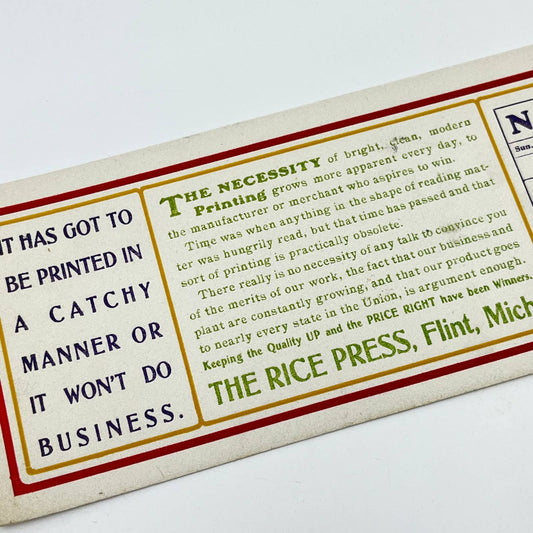 IT HAS GOT TO
BE PRINTED IN
A CATCHY
MANNER OR
IT WON'T DO
BUSINESS.
THE NECESSITY of bright, clean, modern
Printing grows more apparent every day, to
the manufacturer or merchant who aspires to win.
Time was when anything in the shape of reading mat-
ter was hungrily read, but that time has passed and that
sort of printing is practically obsolete.
There really is no necessity of any talk to convince you
of the merits of our work, the fact that our business and
plant are constantly growing, and that our product goes
to nearly every state in the Union, is argument enough.
Keeping the Quality UP and the PRICE RIGHT have been Winners.
THE RICE PRESS, Flint, Mich
N
Sun.